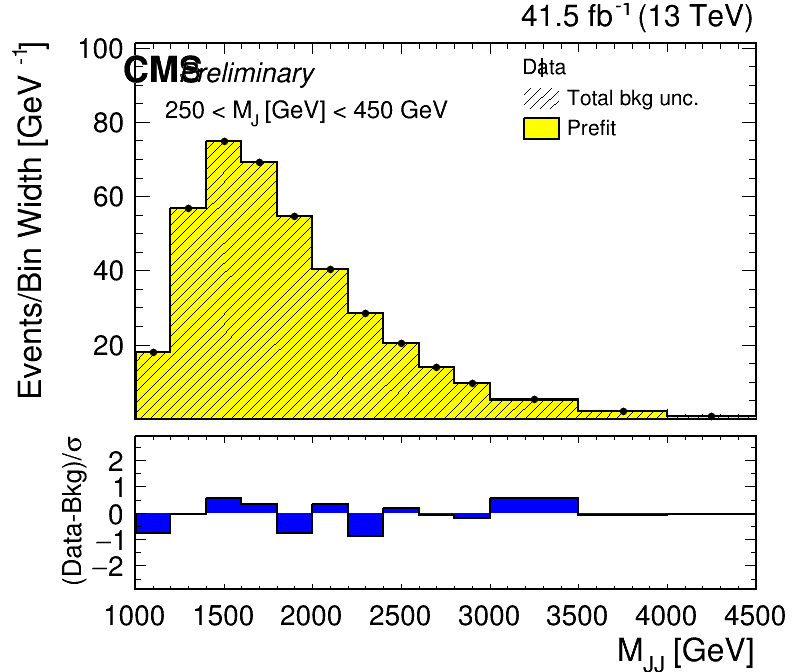 41.5 fb⁻¹ (13 TeV)
CMS Preliminary
250 < M_J [GeV] < 450 GeV
Data
Total bkg unc.
Prefit
Events/Bin Width [GeV⁻¹]
100
80
60
40
20
(Data-Bkg)/σ
2
1
0
−1
−2
1000 1500 2000 2500 3000 3500 4000 4500
M_JJ [GeV]